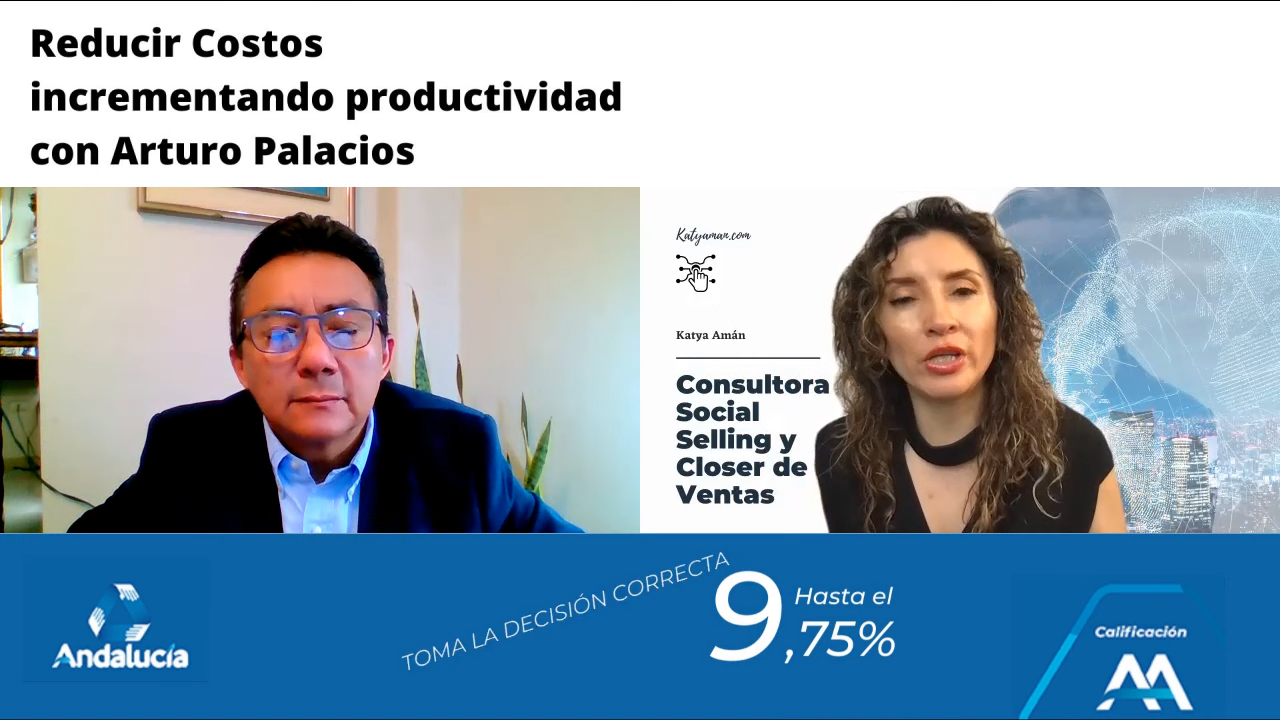 Reducir Costos
incrementando productividad
con Arturo Palacios
Katyaman.com
Katya Amán
Consultora
Social
Selling y
Closer de
Ventas
Andalucía
TOMA LA DECISIÓN CORRECTA
9,75%
Hasta el
Calificación
AA